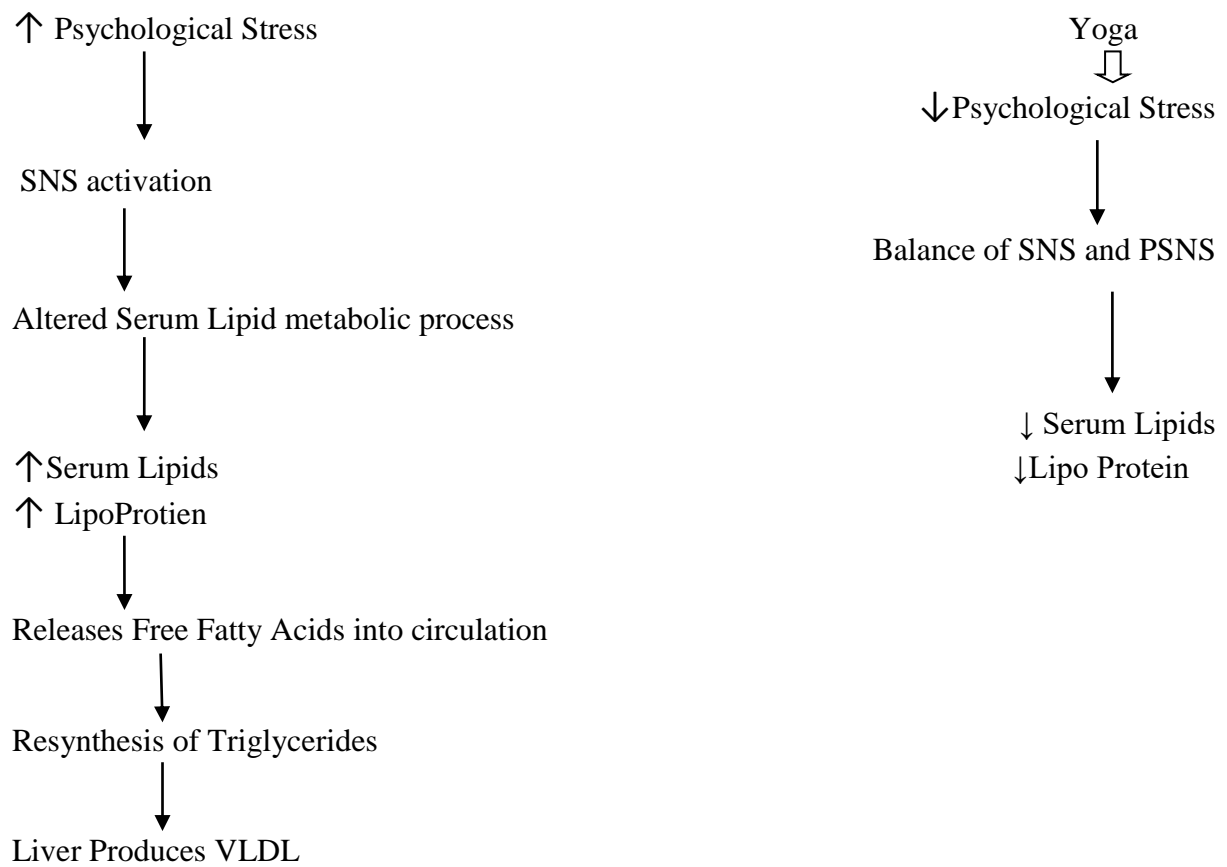 ↑ Psychological Stress
SNS activation
Altered Serum Lipid metabolic process
↑Serum Lipids
↑ LipoProtien
Releases Free Fatty Acids into circulation
Resynthesis of Triglycerides
Liver Produces VLDL
Yoga
↓Psychological Stress
Balance of SNS and PSNS
↓ Serum Lipids
↓Lipo Protein